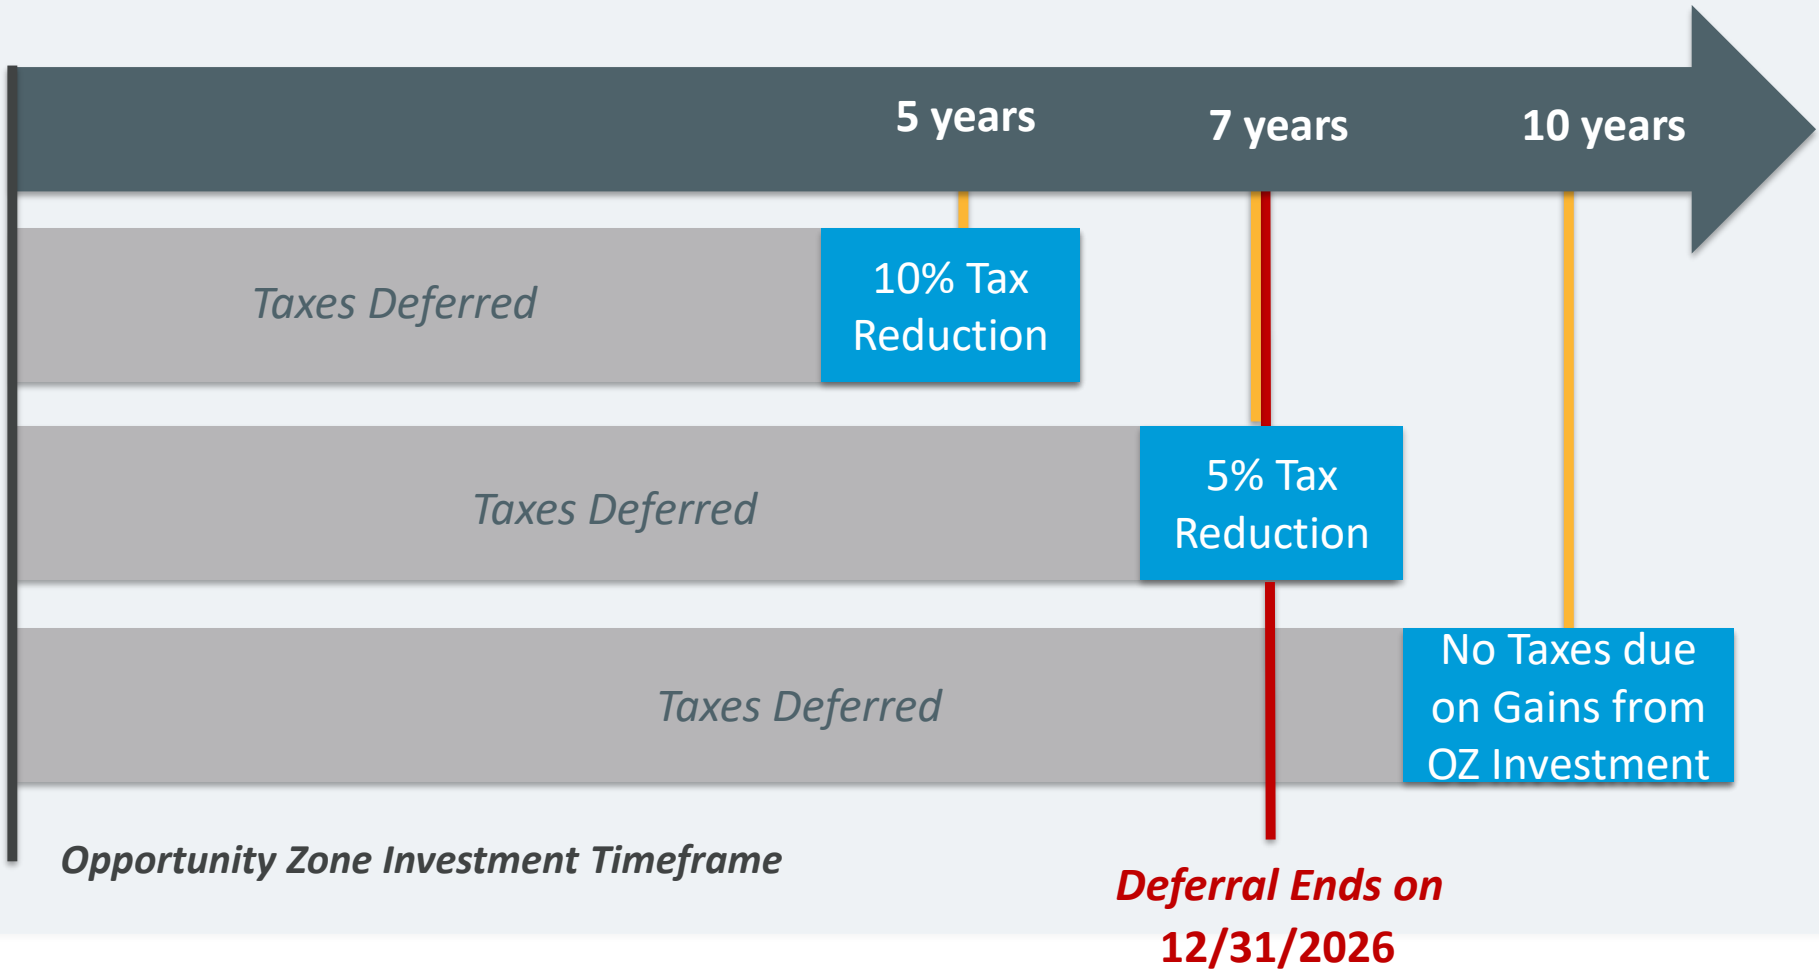 5 years
7 years
10 years
Taxes Deferred
10% Tax
Reduction
Taxes Deferred
5% Tax
Reduction
Taxes Deferred
No Taxes due
on Gains from
OZ Investment
Opportunity Zone Investment Timeframe
Deferral Ends on
12/31/2026